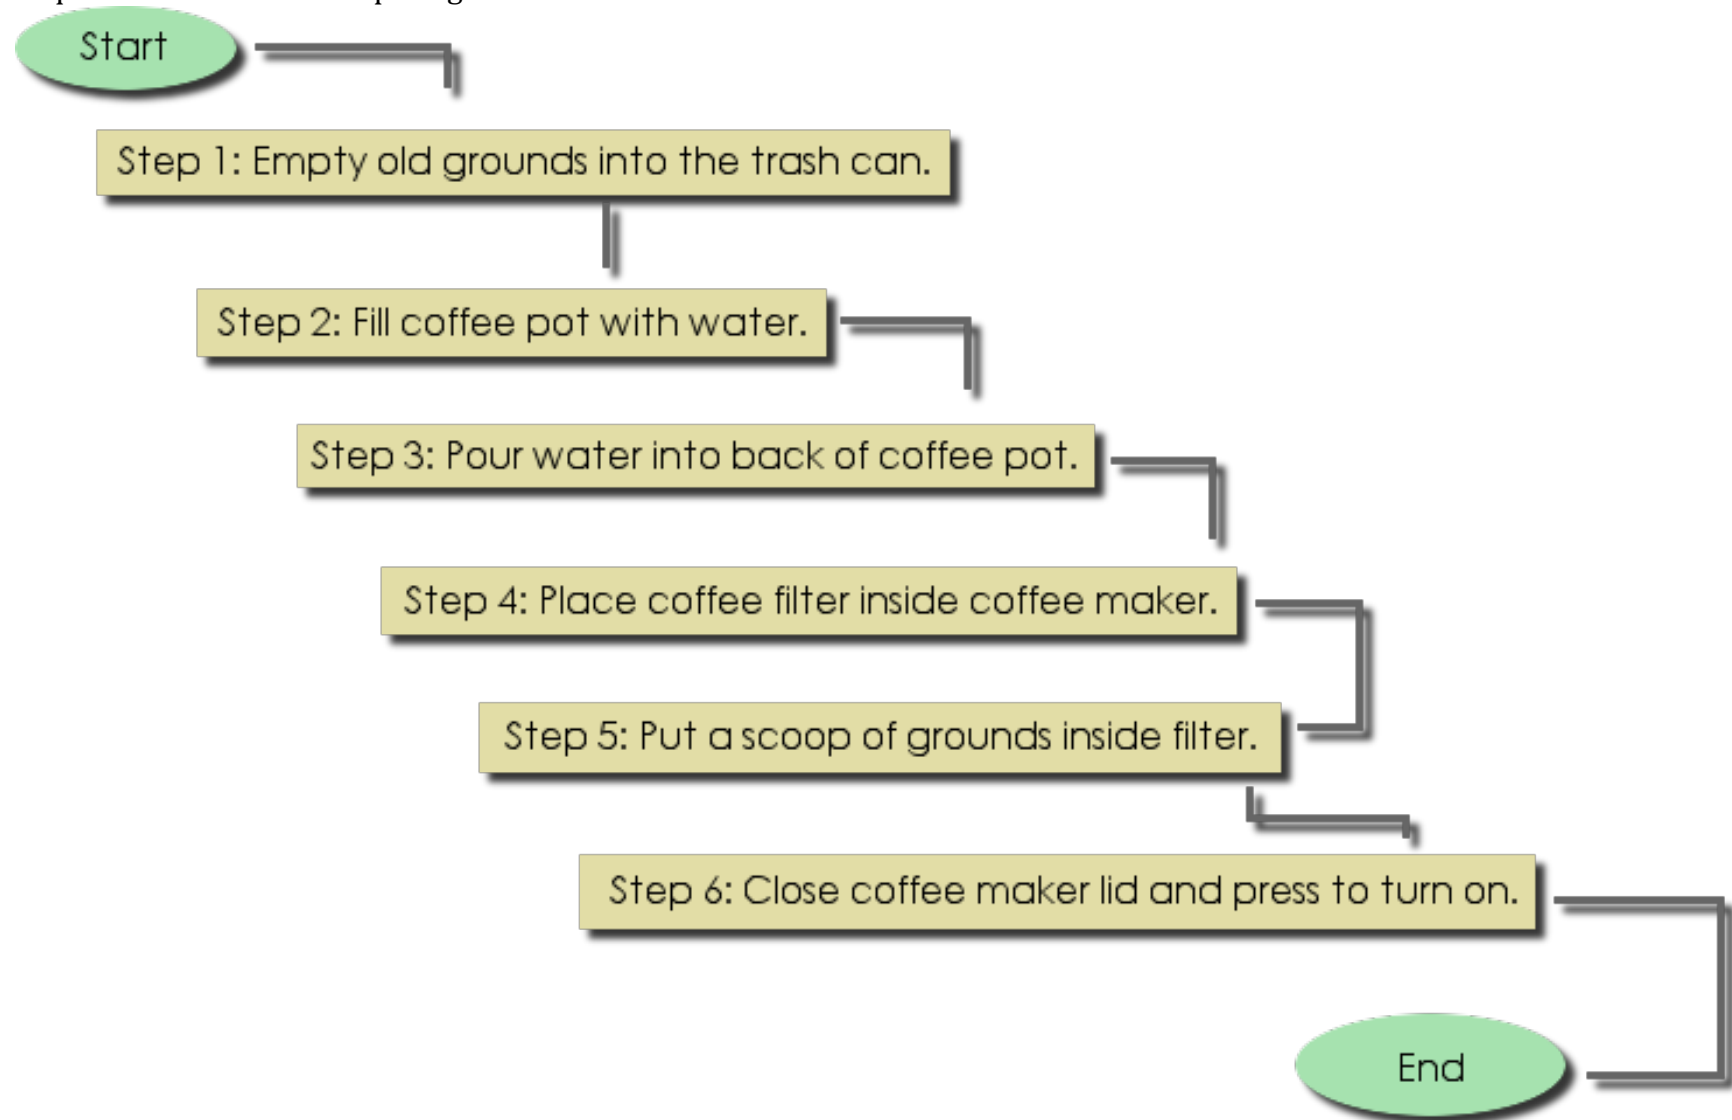 Start
Step 1: Empty old grounds into the trash can.
Step 2: Fill coffee pot with water.
Step 3: Pour water into back of coffee pot.
Step 4: Place coffee filter inside coffee maker.
Step 5: Put a scoop of grounds inside filter.
Step 6: Close coffee maker lid and press to turn on.
End